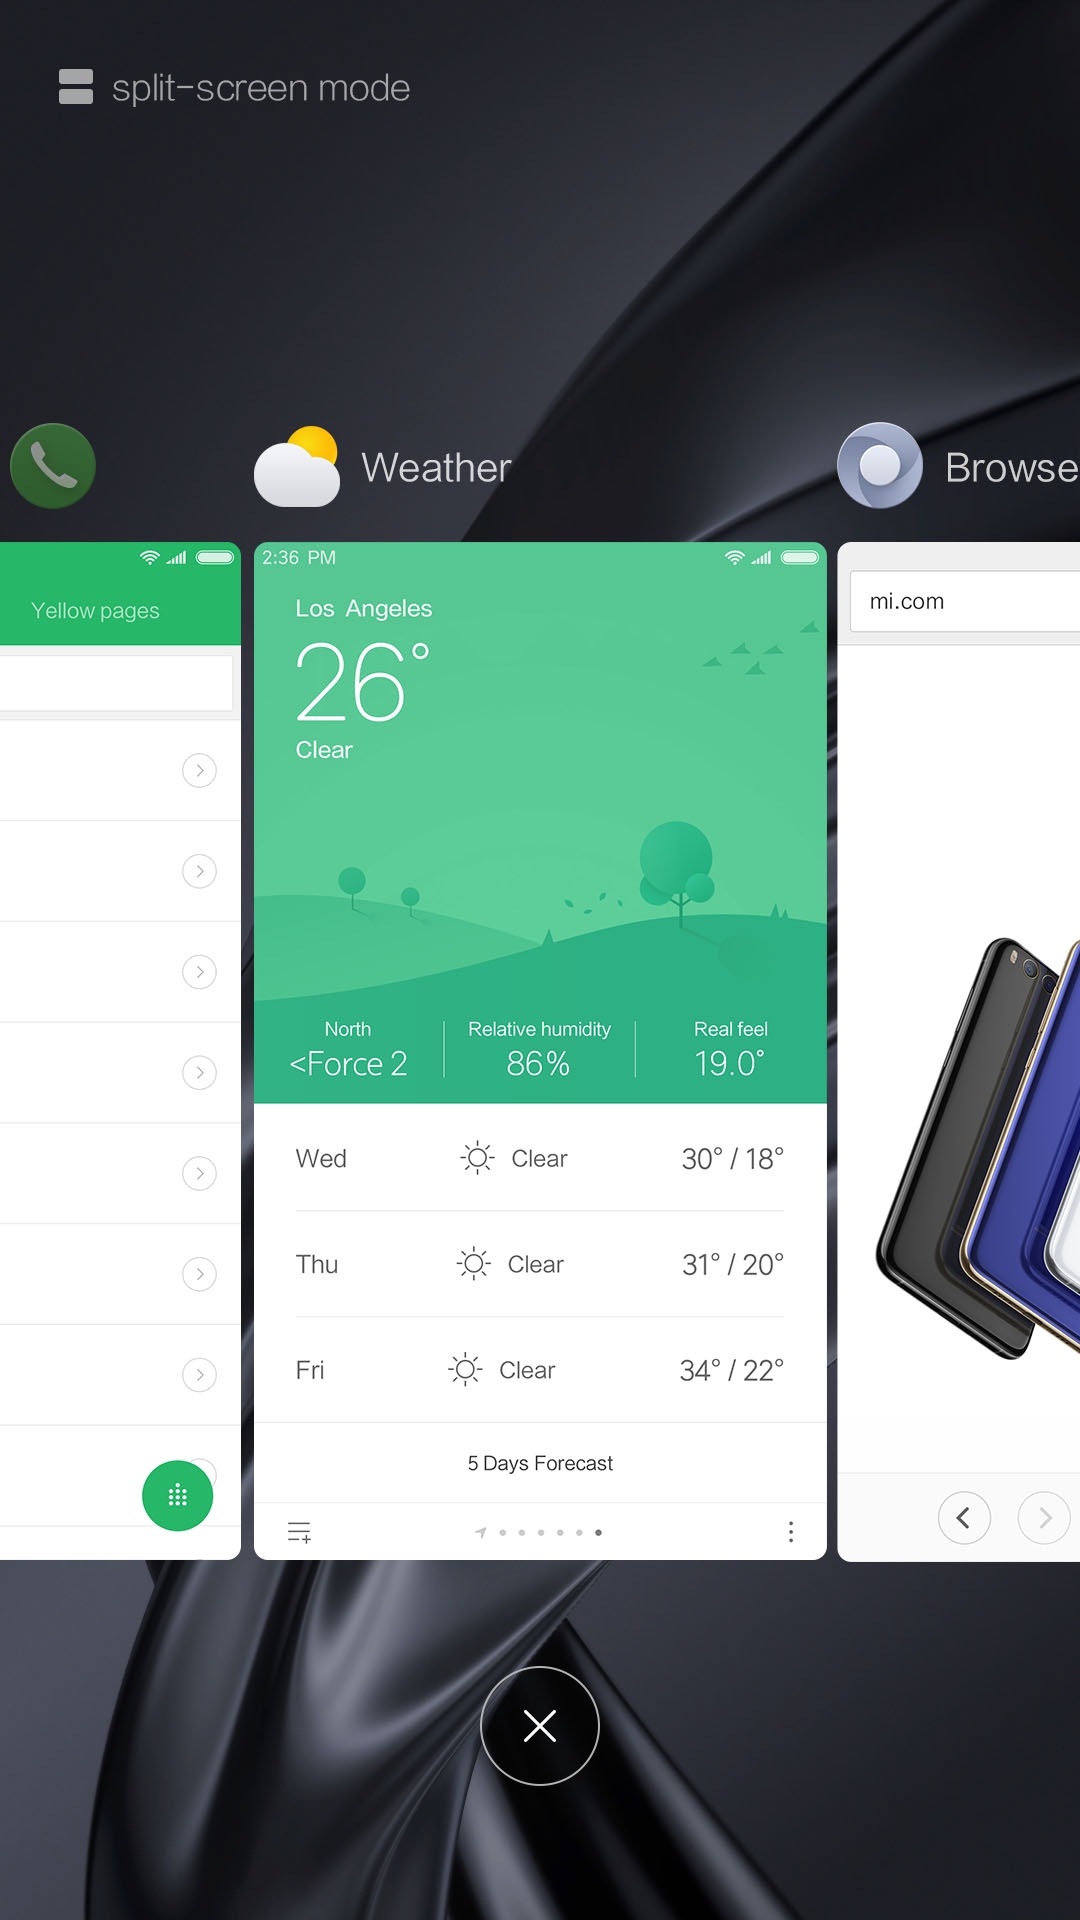 split-screen mode
Weather
Browse
Yellow pages
2:36 PM
Los Angeles
26°
Clear
North
<Force 2
Relative humidity
86%
Real feel
19.0°
Wed
Clear
30° / 18°
Thu
Clear
31° / 20°
Fri
Clear
34° / 22°
5 Days Forecast
mi.com